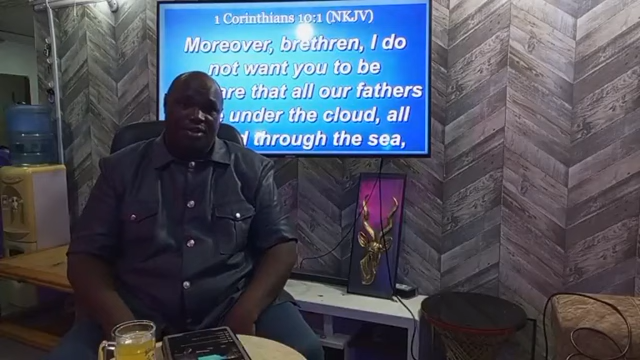 1 Corinthians 10:1 (NKJV)
Moreover, brethren, I do
not want you to be
that all our fathers
under the cloud, all
through the sea,